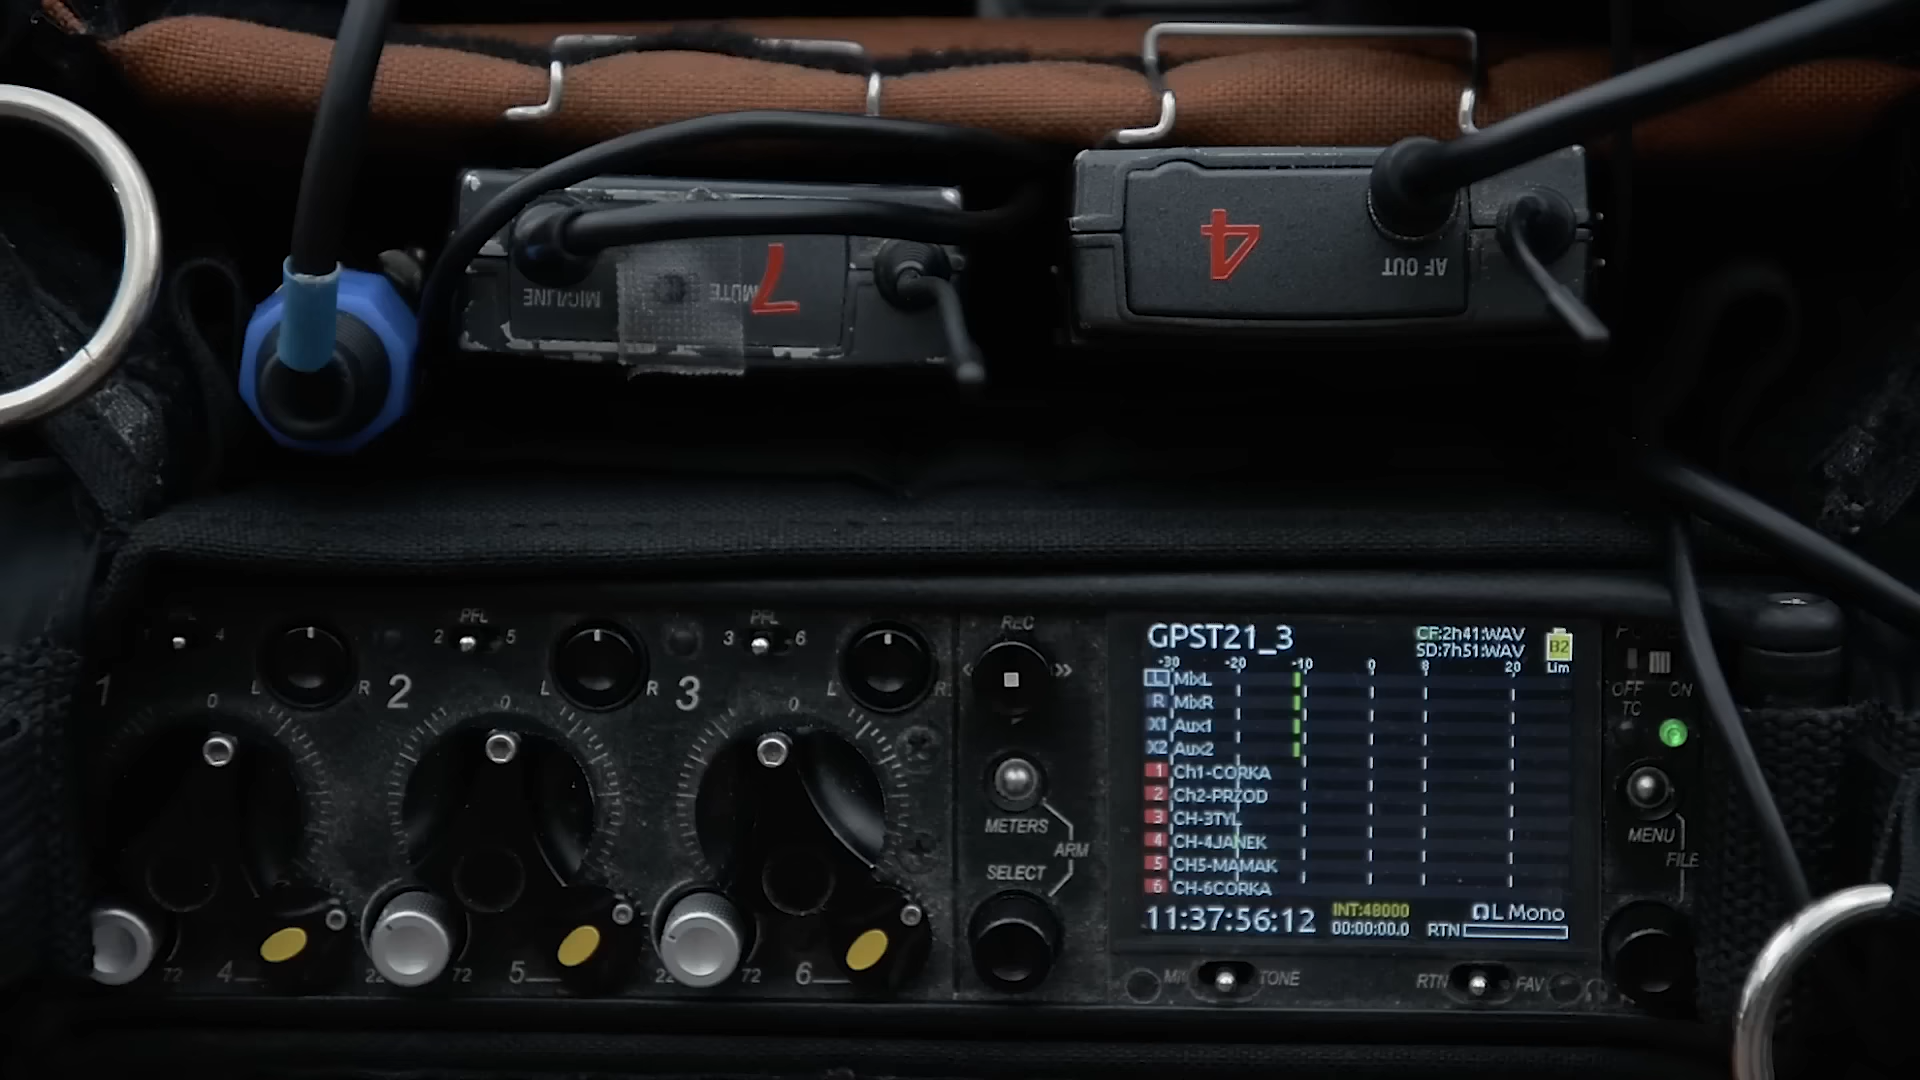 7
MIC/LINE
MUTE
4
AF OUT
PFL
PFL
REC
4
2
5
3
6
1
L
R
2
L
R
3
L
R
0
0
0
METERS
ARM
SELECT
72
4
22
72
5
22
72
6
GPST21_3
CF:2h41:WAV
SD:7h51:WAV
B2
Lim
-30 -20 -10 0 8 20
L MixL
R MixR
X1 Aux1
X2 Aux2
1 Ch1-CORKA
2 Ch2-PRZOD
3 CH-3TYL
4 CH-4JANEK
5 CH5-MAMAK
6 CH-6CORKA
11:37:56:12
INT:48000
00:00:00.0
L Mono
RTN
TONE
RTN
FAV
OFF
ON
TC
MENU
FILE